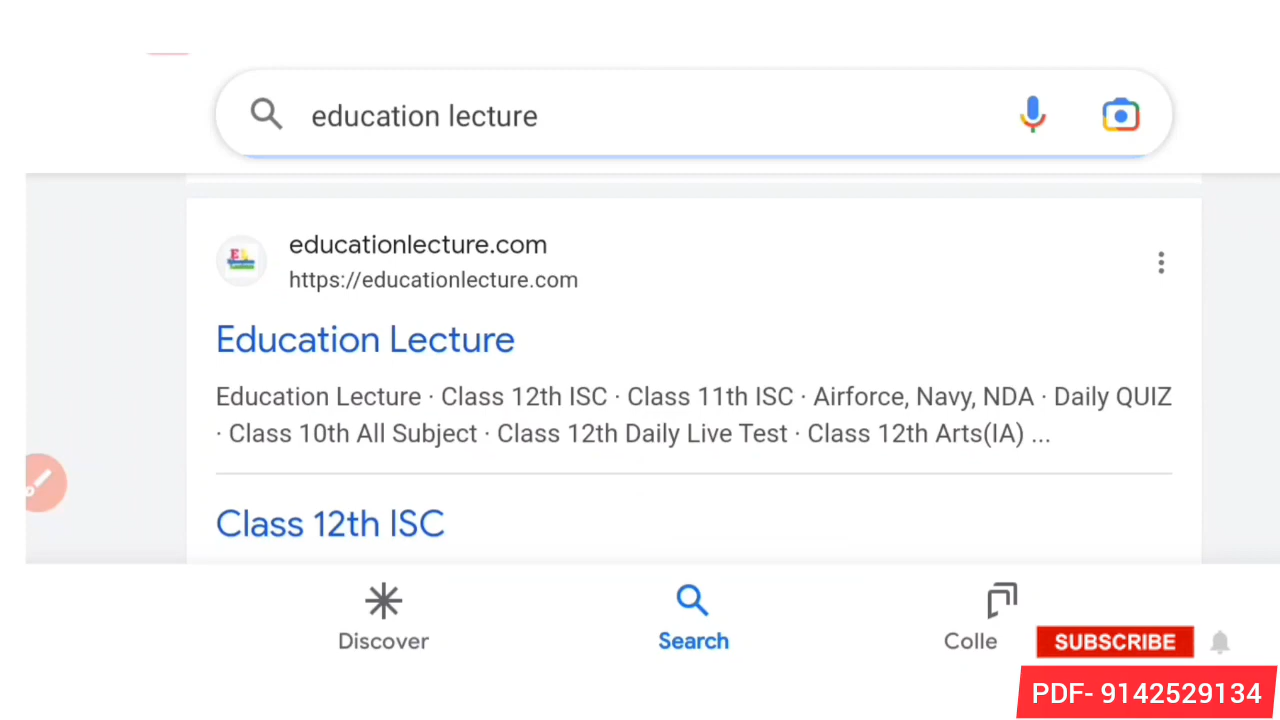 education lecture
educationlecture.com
https://educationlecture.com
Education Lecture
Education Lecture · Class 12th ISC · Class 11th ISC · Airforce, Navy, NDA · Daily QUIZ
· Class 10th All Subject · Class 12th Daily Live Test · Class 12th Arts(IA) ...
Class 12th ISC
Discover
Search
Colle
SUBSCRIBE
PDF- 9142529134